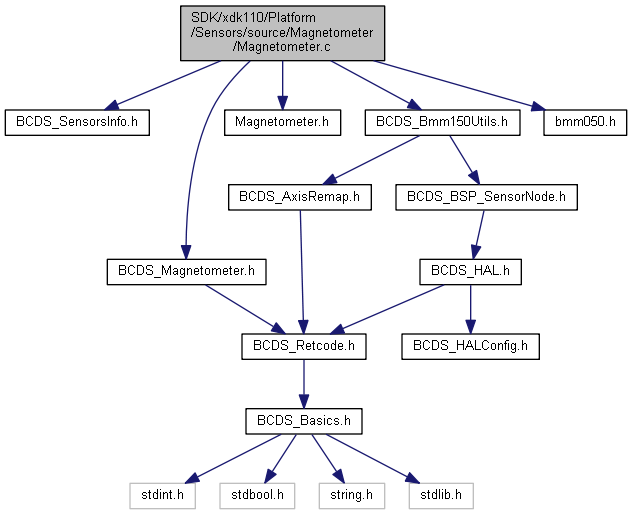 SDK/xdk110/Platform
/Sensors/source/Magnetometer
/Magnetometer.c
BCDS_SensorsInfo.h
Magnetometer.h
BCDS_Bmm150Utils.h
bmm050.h
BCDS_AxisRemap.h
BCDS_BSP_SensorNode.h
BCDS_Magnetometer.h
BCDS_HAL.h
BCDS_Retcode.h
BCDS_HALConfig.h
BCDS_Basics.h
stdint.h
stdbool.h
string.h
stdlib.h